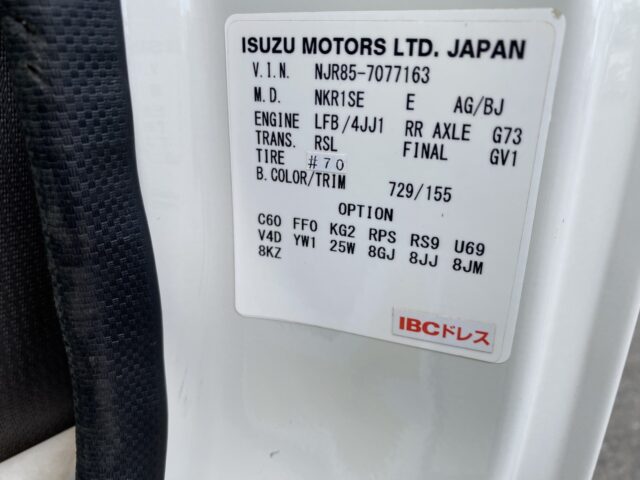 ISUZU MOTORS LTD. JAPAN
V.I.N. NJR85-7077163
M.D. NKR1SE E AG/BJ
ENGINE LFB/4JJ1 RR AXLE G73
TRANS. RSL FINAL GV1
TIRE #70
B.COLOR/TRIM 729/155
OPTION
C60 FF0 KG2 RPS RS9 U69
V4D YW1 25W 8GJ 8JJ 8JM
8KZ
IBCドレス